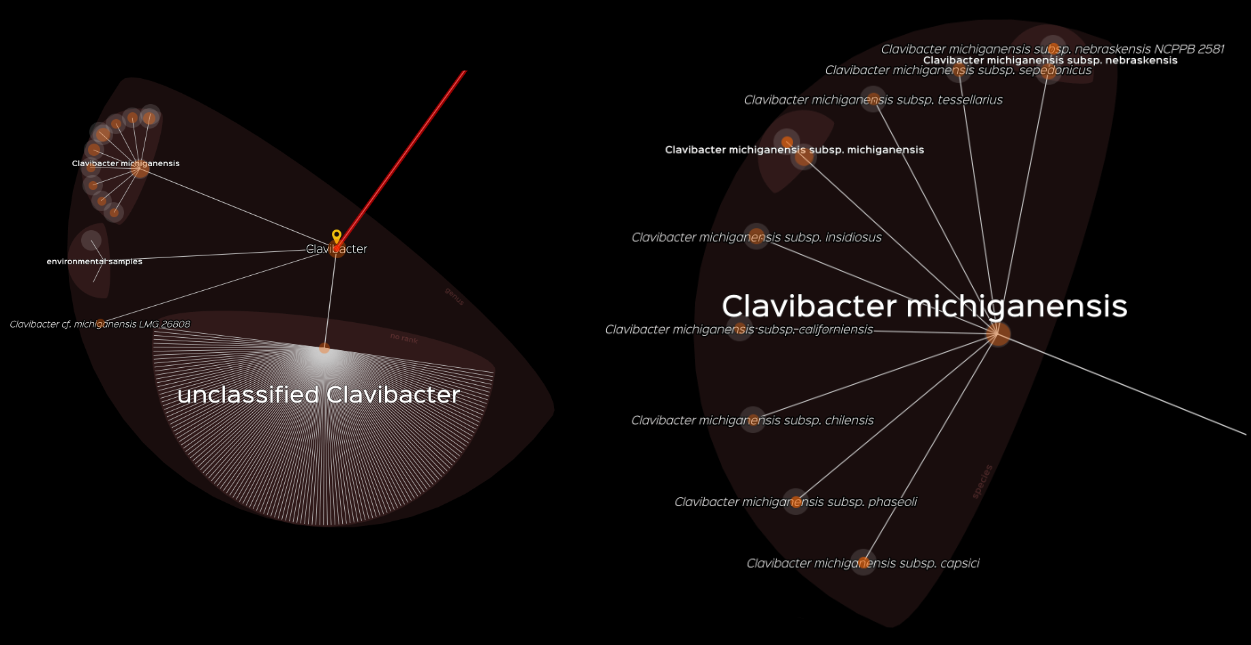 Clavibacter michiganensis
Clavibacter
environmental samples
genus
Clavibacter cf. michiganensis LMG 26808
no rank
unclassified Clavibacter
Clavibacter michiganensis subsp. nebraskensis NCPPB 2581
Clavibacter michiganensis subsp. nebraskensis
Clavibacter michiganensis subsp. sepedonicus
Clavibacter michiganensis subsp. tessellarius
Clavibacter michiganensis subsp. michiganensis
Clavibacter michiganensis subsp. insidiosus
Clavibacter michiganensis
Clavibacter michiganensis subsp. californiensis
Clavibacter michiganensis subsp. chilensis
species
Clavibacter michiganensis subsp. phaseoli
Clavibacter michiganensis subsp. capsici